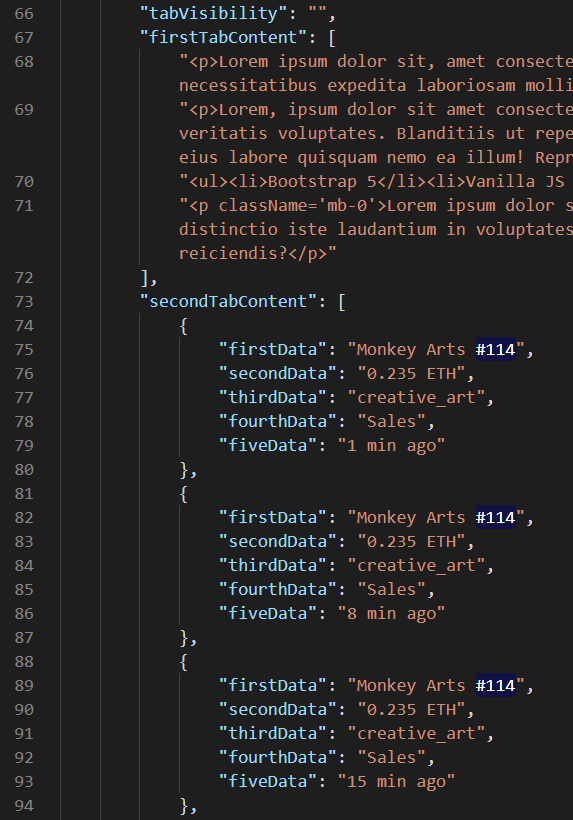 66 "tabVisibility": "",
67 "firstTabContent": [
68 "<p>Lorem ipsum dolor sit, amet consecte
necessitatibus expedita laboriosam molli
69 "<p>Lorem, ipsum dolor sit amet consecte
veritatis voluptates. Blanditiis ut repe
eius labore quisquam nemo ea illum! Repr
70 "<ul><li>Bootstrap 5</li><li>Vanilla JS
71 "<p className='mb-0'>Lorem ipsum dolor s
distinctio iste laudantium in voluptates
reiciendis?</p>"
72 ],
73 "secondTabContent": [
74 {
75 "firstData": "Monkey Arts #114",
76 "secondData": "0.235 ETH",
77 "thirdData": "creative_art",
78 "fourthData": "Sales",
79 "fiveData": "1 min ago"
80 },
81 {
82 "firstData": "Monkey Arts #114",
83 "secondData": "0.235 ETH",
84 "thirdData": "creative_art",
85 "fourthData": "Sales",
86 "fiveData": "8 min ago"
87 },
88 {
89 "firstData": "Monkey Arts #114",
90 "secondData": "0.235 ETH",
91 "thirdData": "creative_art",
92 "fourthData": "Sales",
93 "fiveData": "15 min ago"
94 },